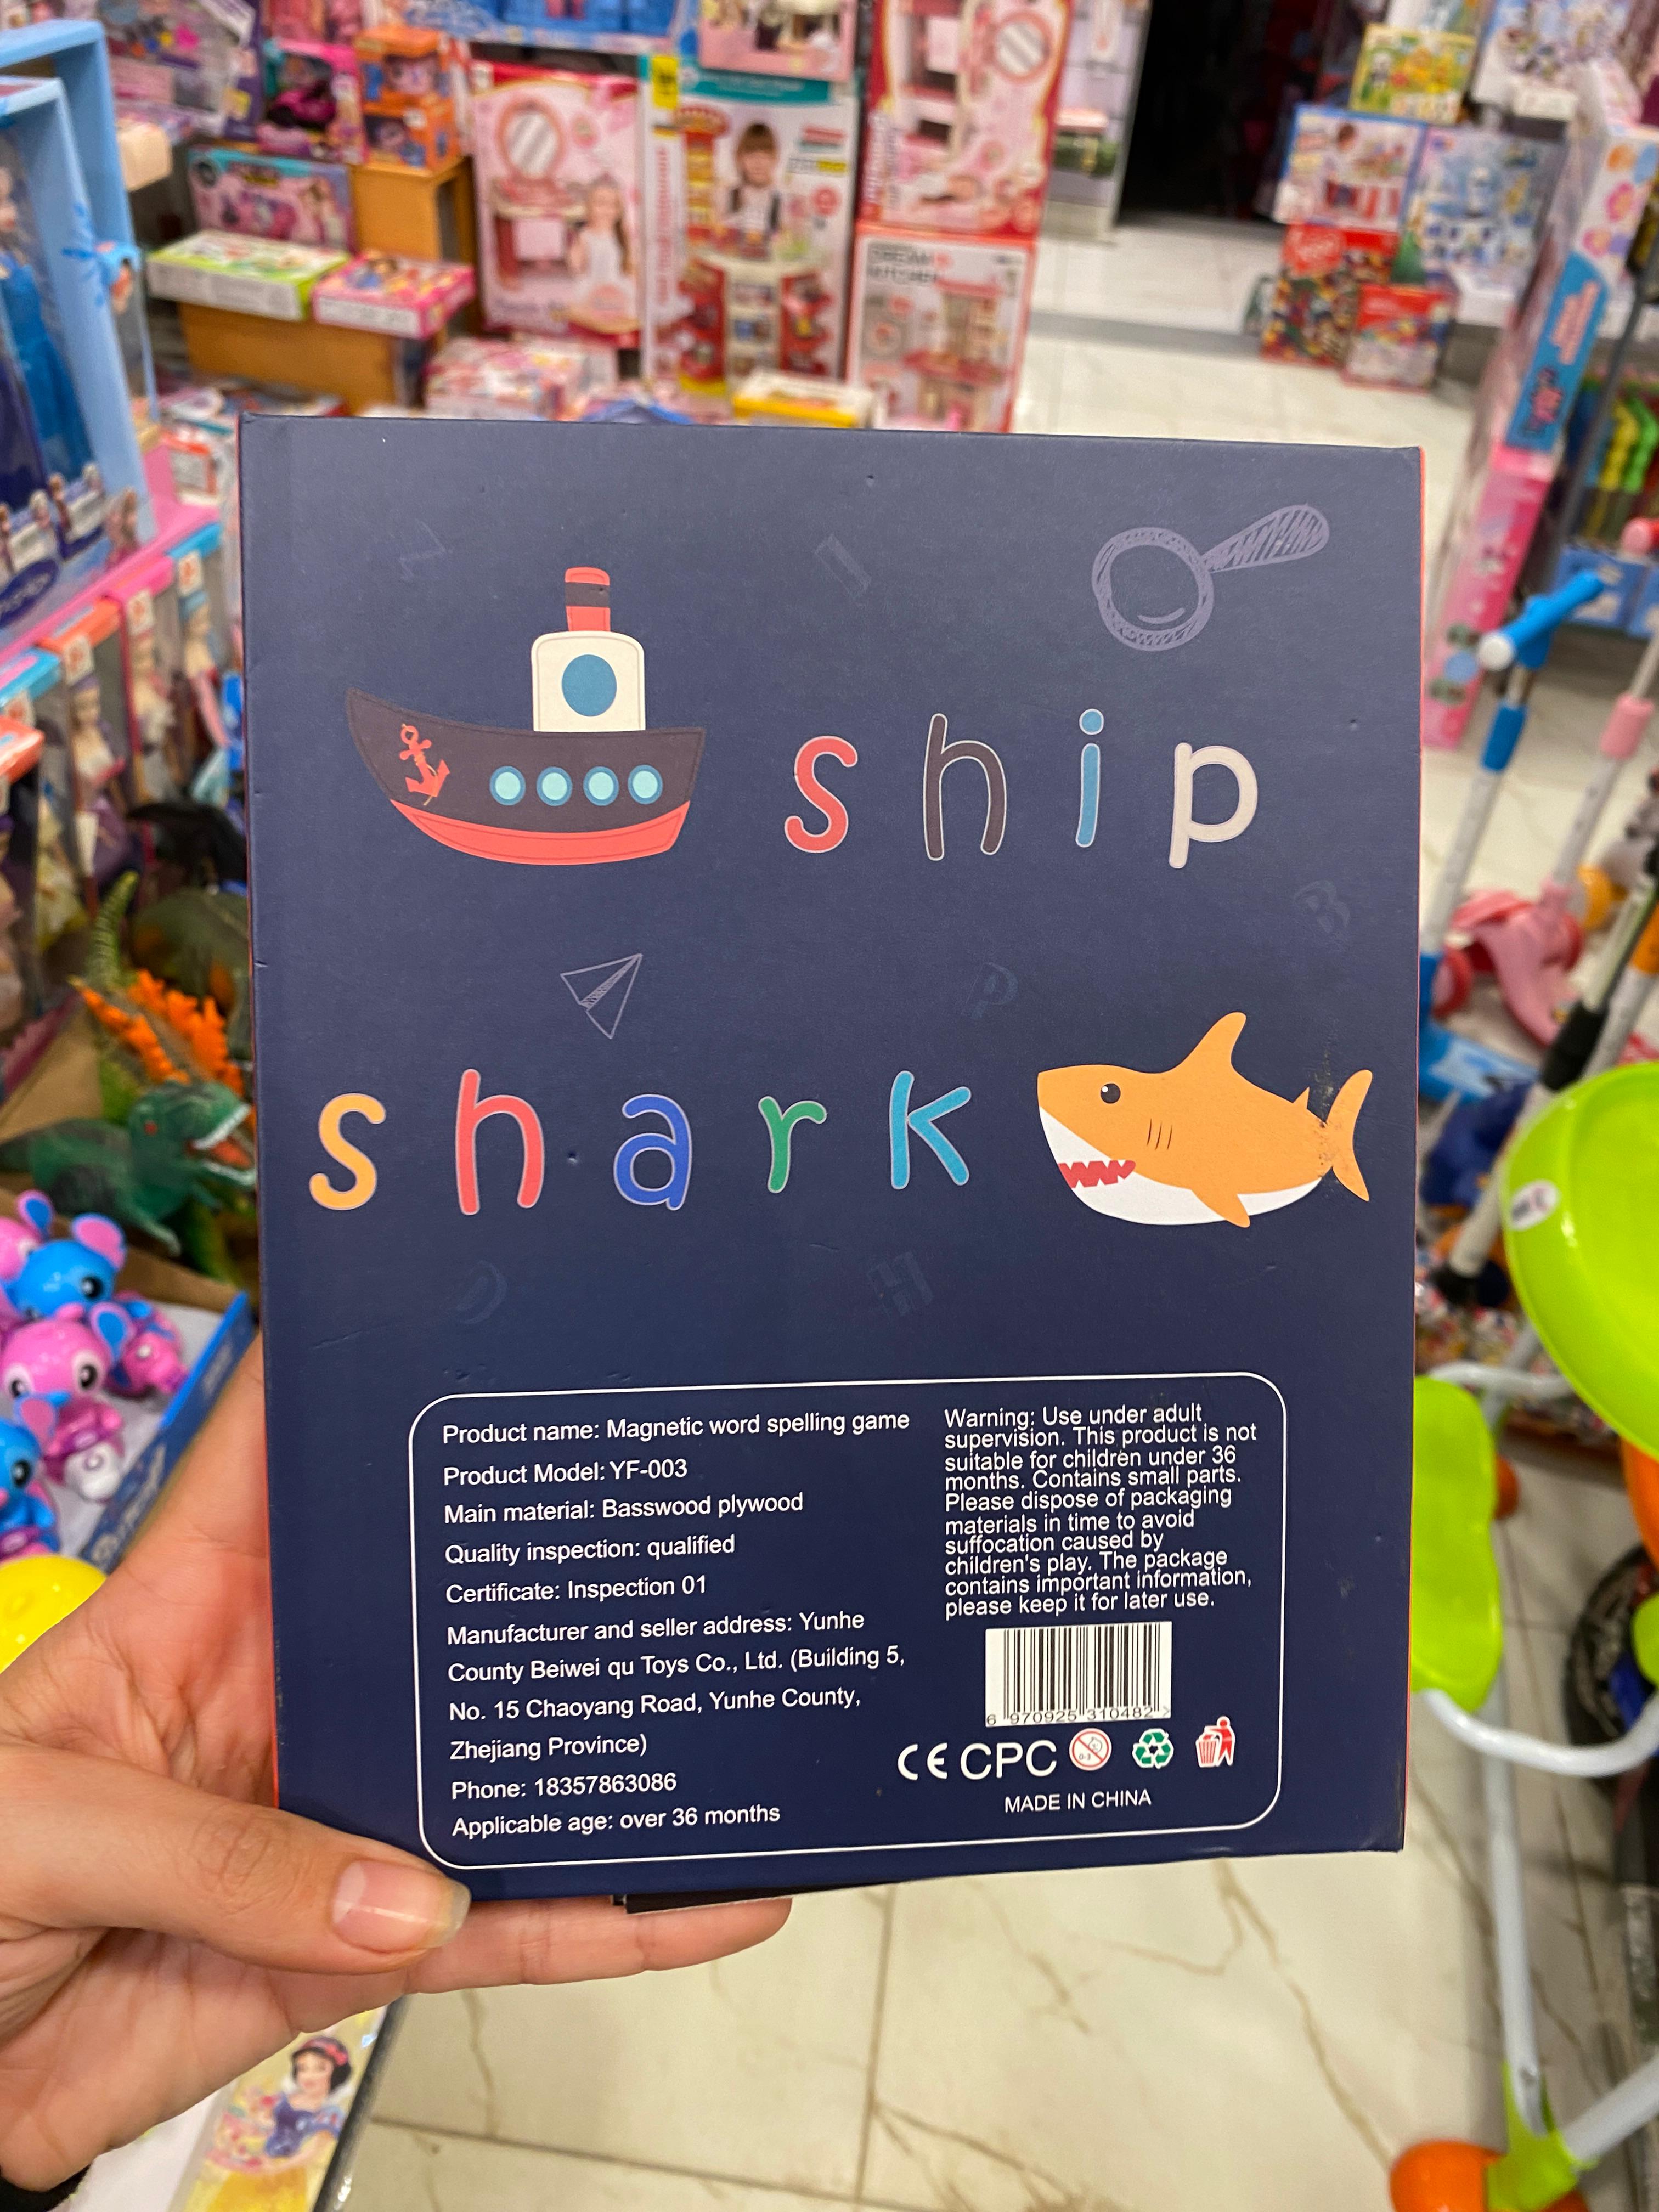 DREAM
KITCHEN
ship
shark
Product name: Magnetic word spelling game
Product Model: YF-003
Main material: Basswood plywood
Quality inspection: qualified
Certificate: Inspection 01
Manufacturer and seller address: Yunhe
County Beiwei qu Toys Co., Ltd. (Building 5,
No. 15 Chaoyang Road, Yunhe County,
Zhejiang Province)
Phone: 18357863086
Applicable age: over 36 months
Warning: Use under adult
supervision. This product is not
suitable for children under 36
months. Contains small parts.
Please dispose of packaging
materials in time to avoid
suffocation caused by
children's play. The package
contains important information,
please keep it for later use.
6 970925 310482 >
CE CPC 0-3
MADE IN CHINA